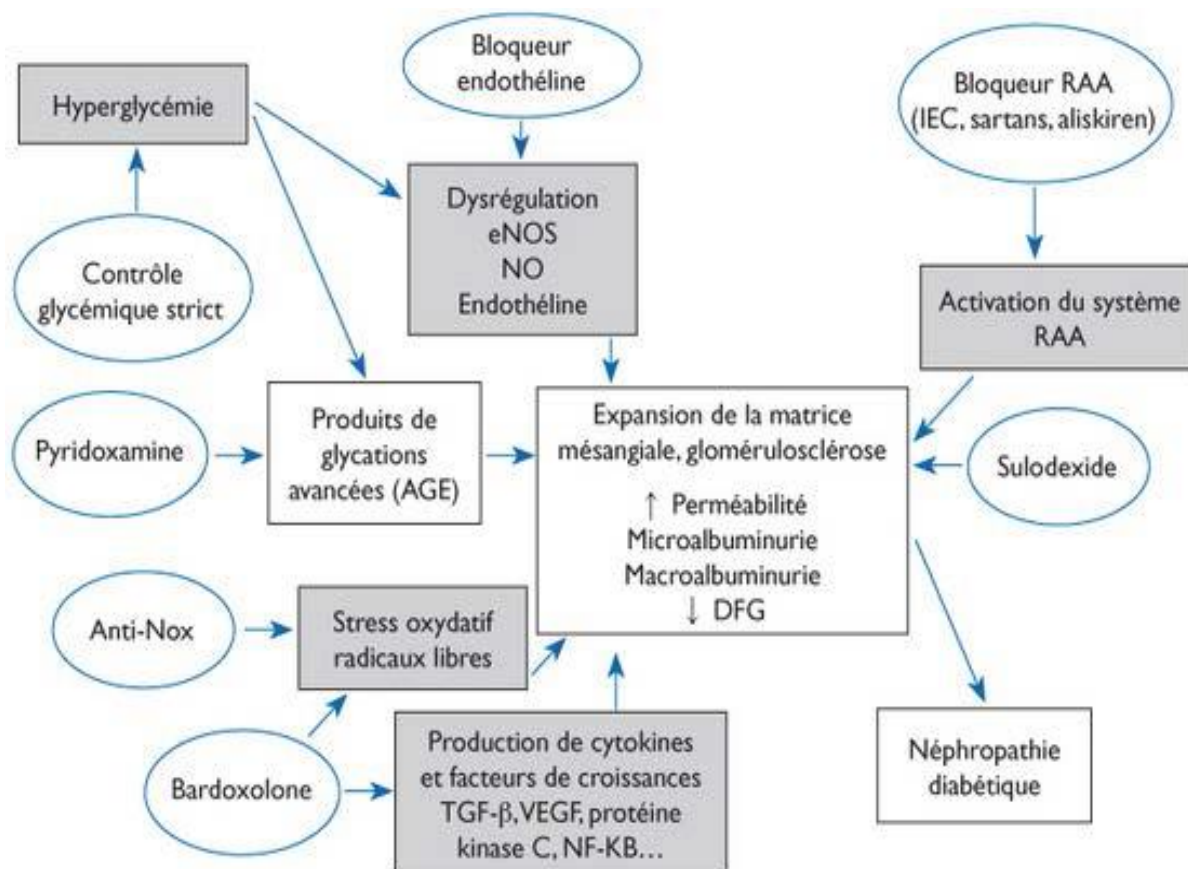 Bloqueur
endothéline
Hyperglycémie
Bloqueur RAA
(IEC, sartans, aliskiren)
Dysrégulation
eNOS
NO
Endothéline
Contrôle
glycémique strict
Activation du système
RAA
Produits de
glycations
avancées (AGE)
Pyridoxamine
Expansion de la matrice
mésangiale, glomérulosclérose
↑ Perméabilité
Microalbuminurie
Macroalbuminurie
↓ DFG
Sulodexide
Anti-Nox
Stress oxydatif
radicaux libres
Bardoxolone
Production de cytokines
et facteurs de croissances
TGF-β, VEGF, protéine
kinase C, NF-KB...
Néphropathie
diabétique